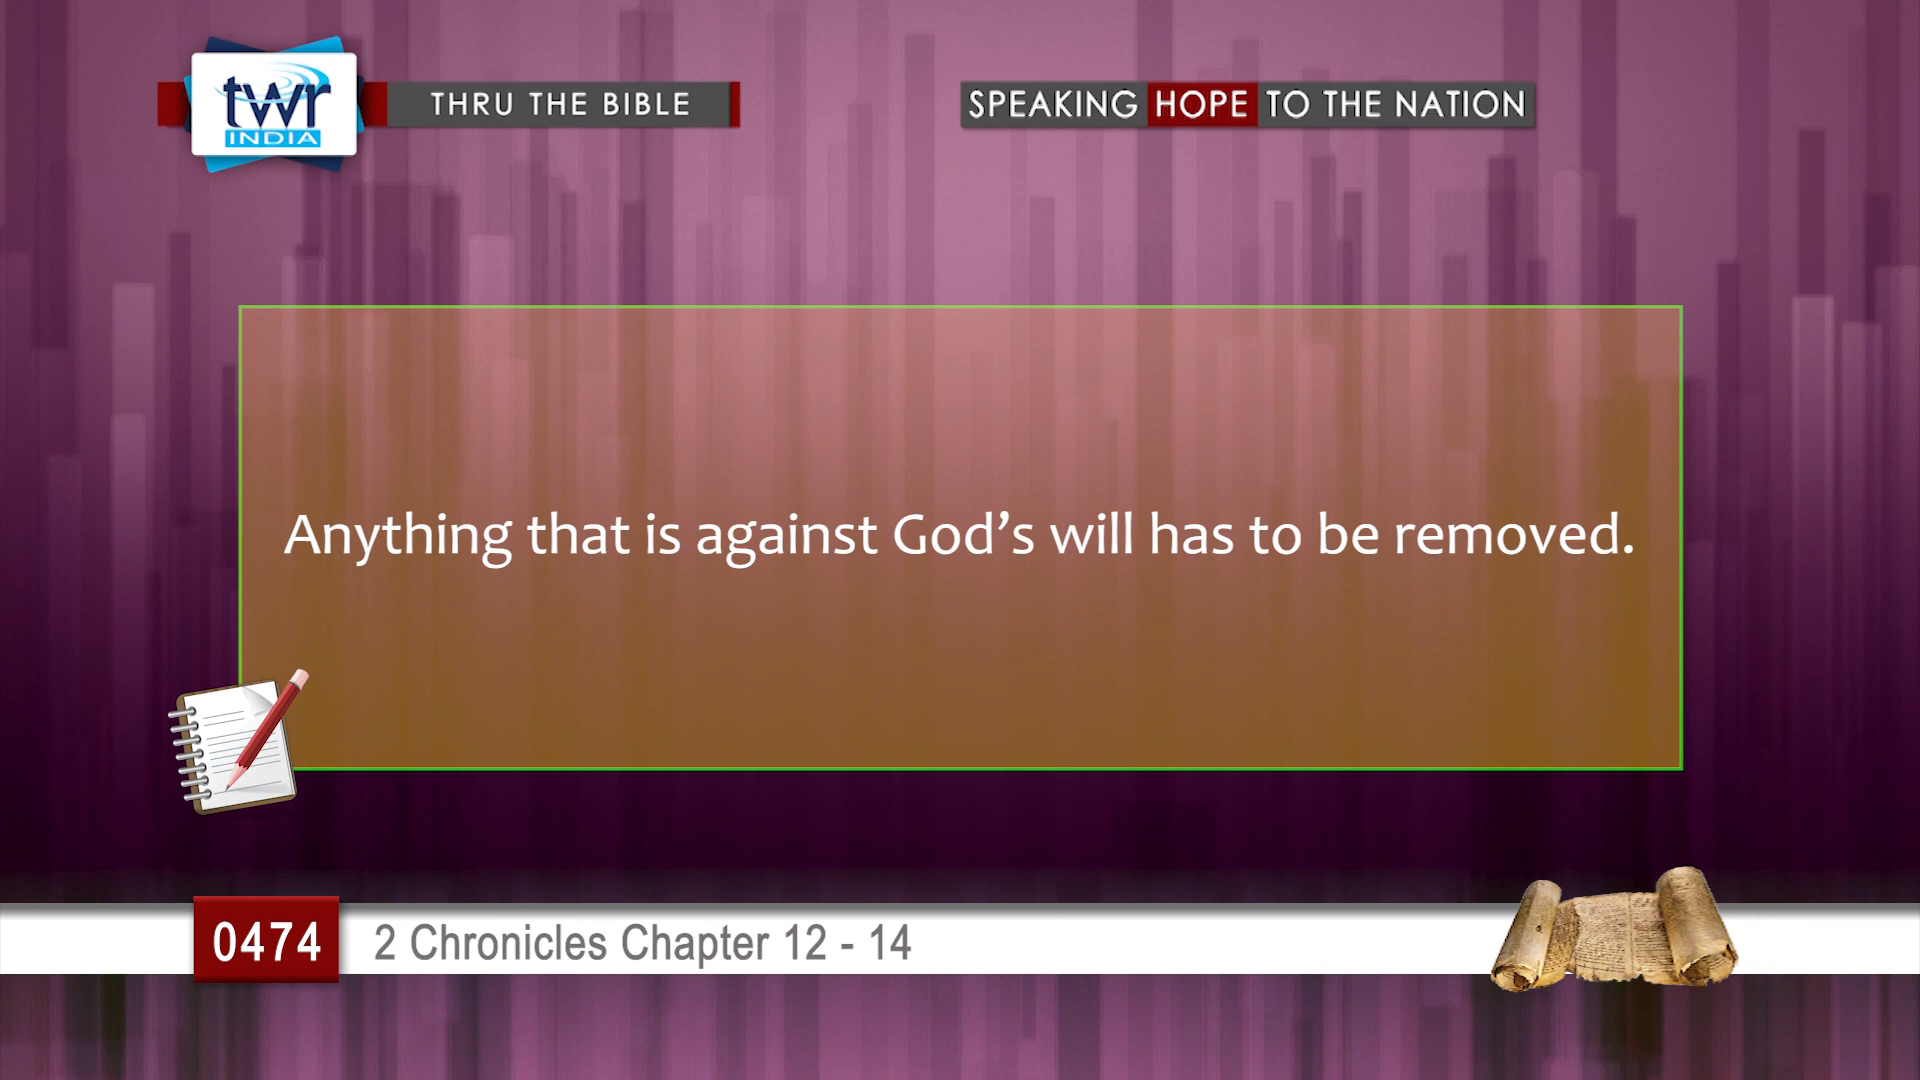 twr
INDIA
THRU THE BIBLE
SPEAKING HOPE TO THE NATION
Anything that is against God’s will has to be removed.
0474
2 Chronicles Chapter 12 - 14